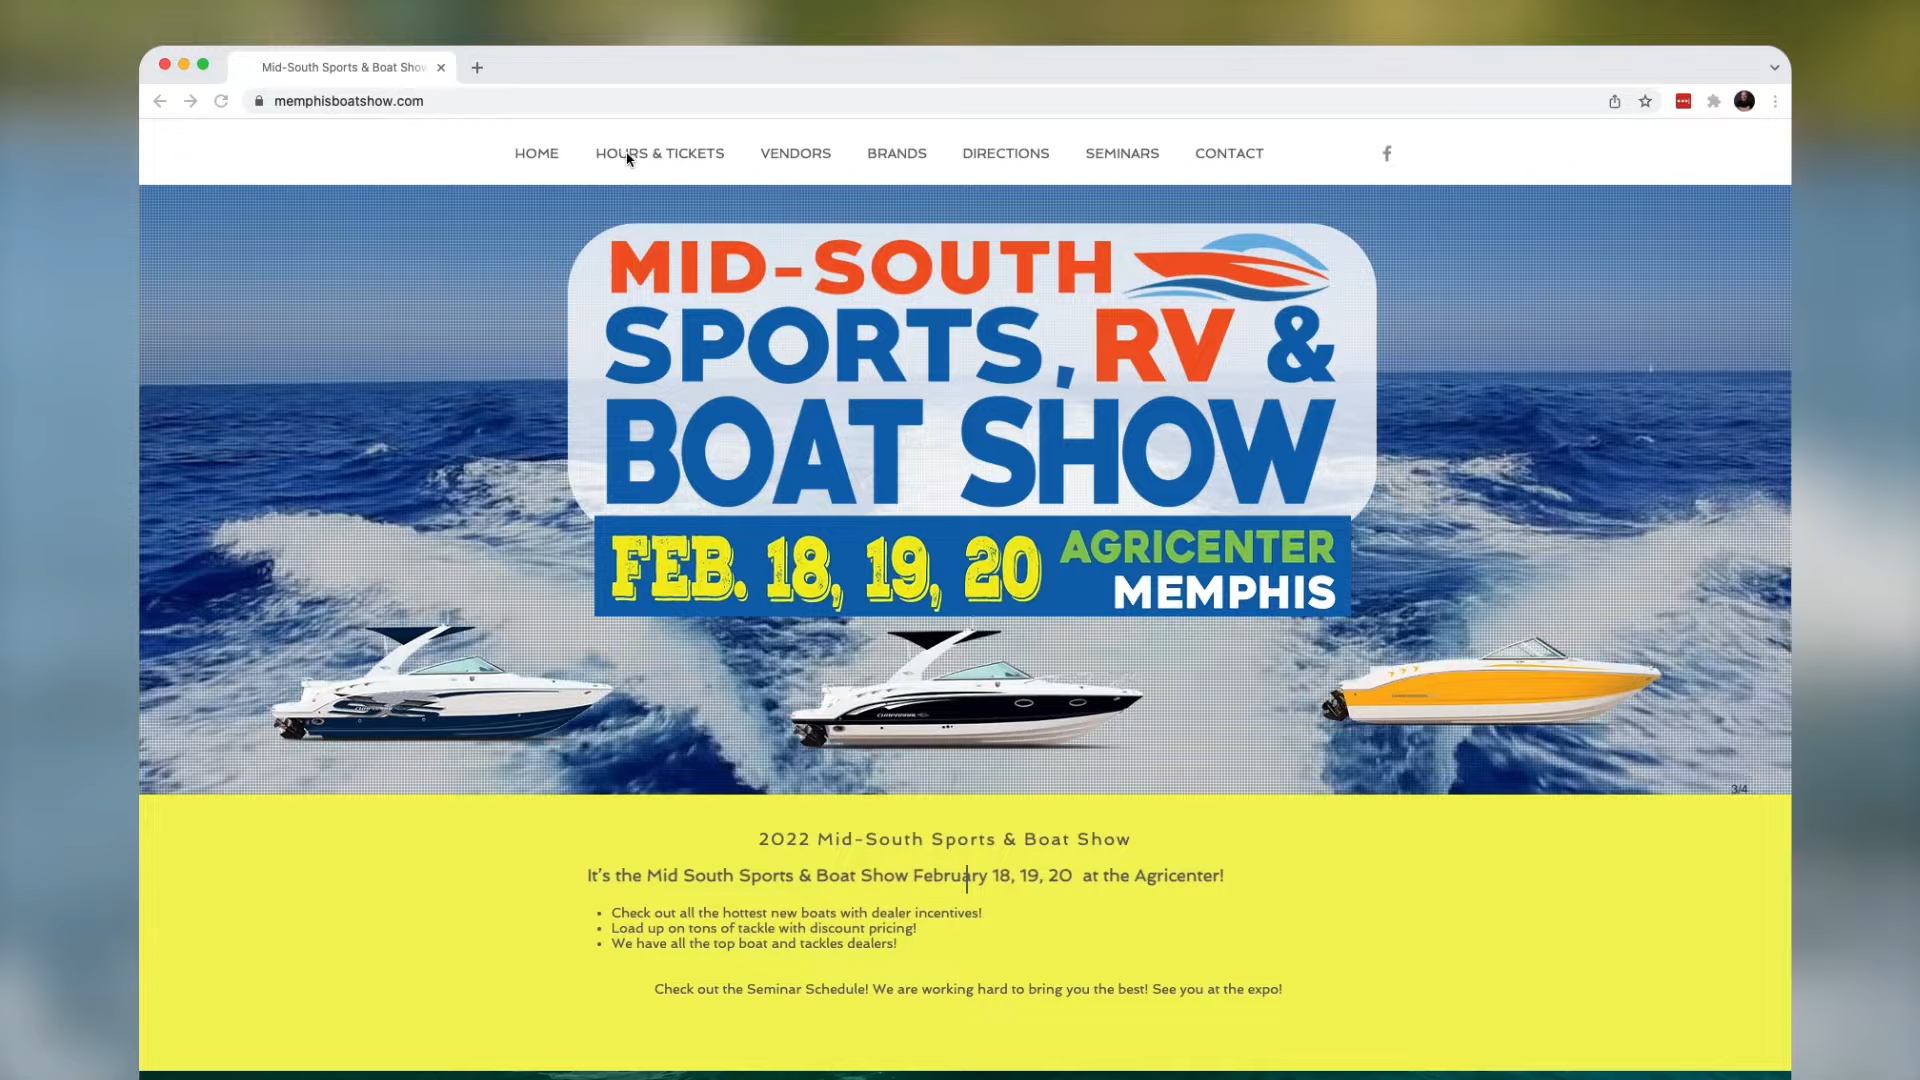 Mid-South Sports & Boat Show
memphisboatshow.com
HOME HOURS & TICKETS VENDORS BRANDS DIRECTIONS SEMINARS CONTACT
MID-SOUTH
SPORTS, RV &
BOAT SHOW
FEB. 18, 19, 20 AGRICENTER
MEMPHIS
CHAPARRAL
3/4
2022 Mid-South Sports & Boat Show
It's the Mid South Sports & Boat Show February 18, 19, 20 at the Agricenter!
• Check out all the hottest new boats with dealer incentives!
• Load up on tons of tackle with discount pricing!
• We have all the top boat and tackles dealers!
Check out the Seminar Schedule! We are working hard to bring you the best! See you at the expo!